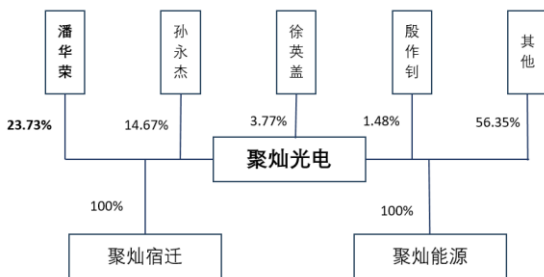 潘华荣
孙永杰
徐英盖
殷作钊
其他
23.73%
14.67%
3.77%
1.48%
56.35%
聚灿光电
100%
100%
聚灿宿迁
聚灿能源